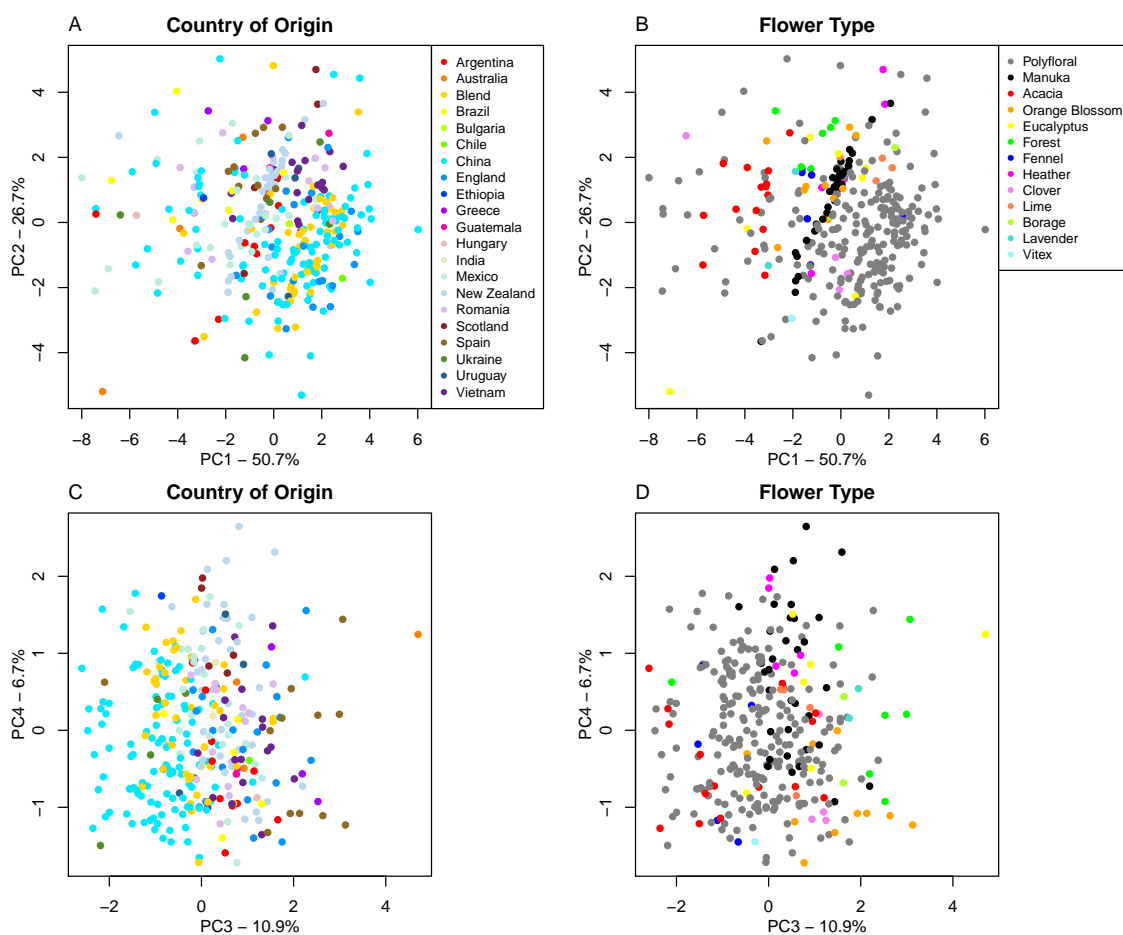 A
Country of Origin
PC2 − 26.7%
4
2
0
−2
−4
−8
−6
−4
−2
0
2
4
6
PC1 − 50.7%
Argentina
Australia
Blend
Brazil
Bulgaria
Chile
China
England
Ethiopia
Greece
Guatemala
Hungary
India
Mexico
New Zealand
Romania
Scotland
Spain
Ukraine
Uruguay
Vietnam
B
Flower Type
PC2 − 26.7%
4
2
0
−2
−4
−8
−6
−4
−2
0
2
4
6
PC1 − 50.7%
Polyfloral
Manuka
Acacia
Orange Blossom
Eucalyptus
Forest
Fennel
Heather
Clover
Lime
Borage
Lavender
Vitex
C
Country of Origin
PC4 − 6.7%
2
1
0
−1
−2
0
2
4
PC3 − 10.9%
D
Flower Type
PC4 − 6.7%
2
1
0
−1
−2
0
2
4
PC3 − 10.9%